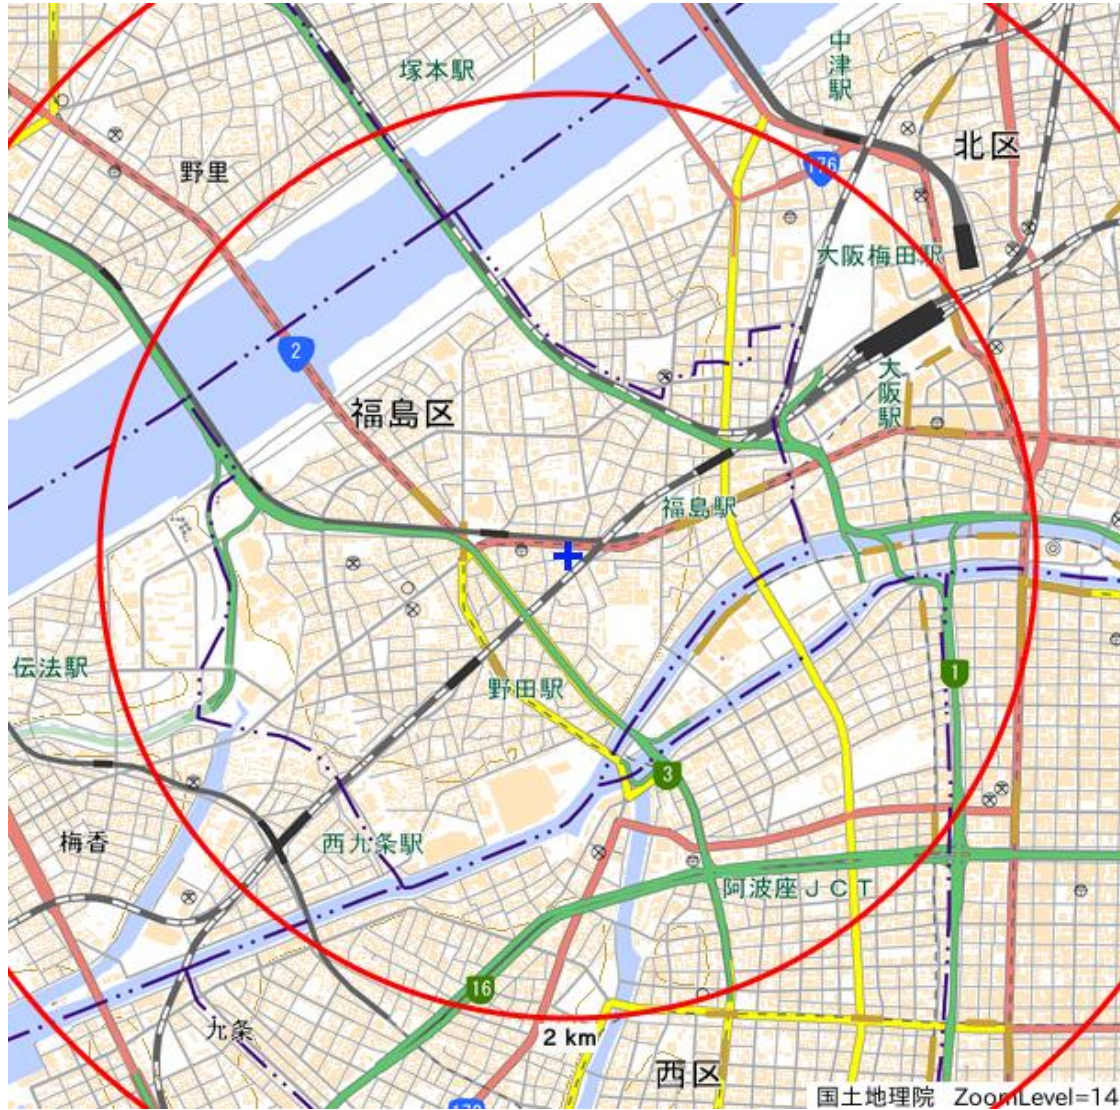 塚本駅
中津駅
野里
北区
176
大阪梅田駅
2
大阪駅
福島区
福島駅
伝法駅
野田駅
1
3
梅香
西九条駅
阿波座JCT
16
九条
2 km
西区
国土地理院 ZoomLevel=14